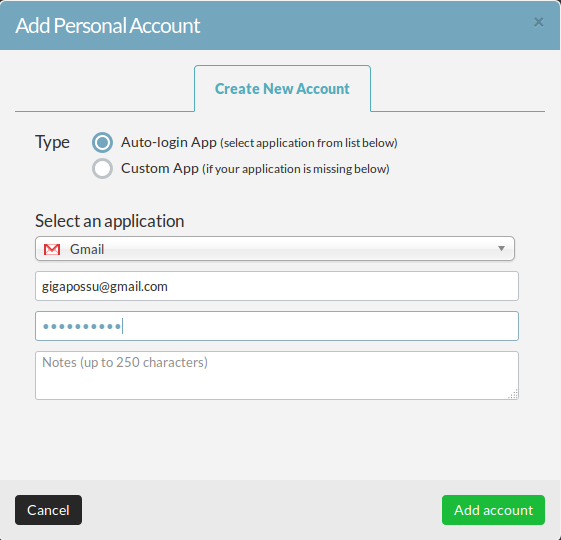 Add Personal Account
×
Create New Account
Type
Auto-login App (select application from list below)
Custom App (if your application is missing below)
Select an application
Gmail
gigapossu@gmail.com
••••••••••
Notes (up to 250 characters)
Cancel
Add account